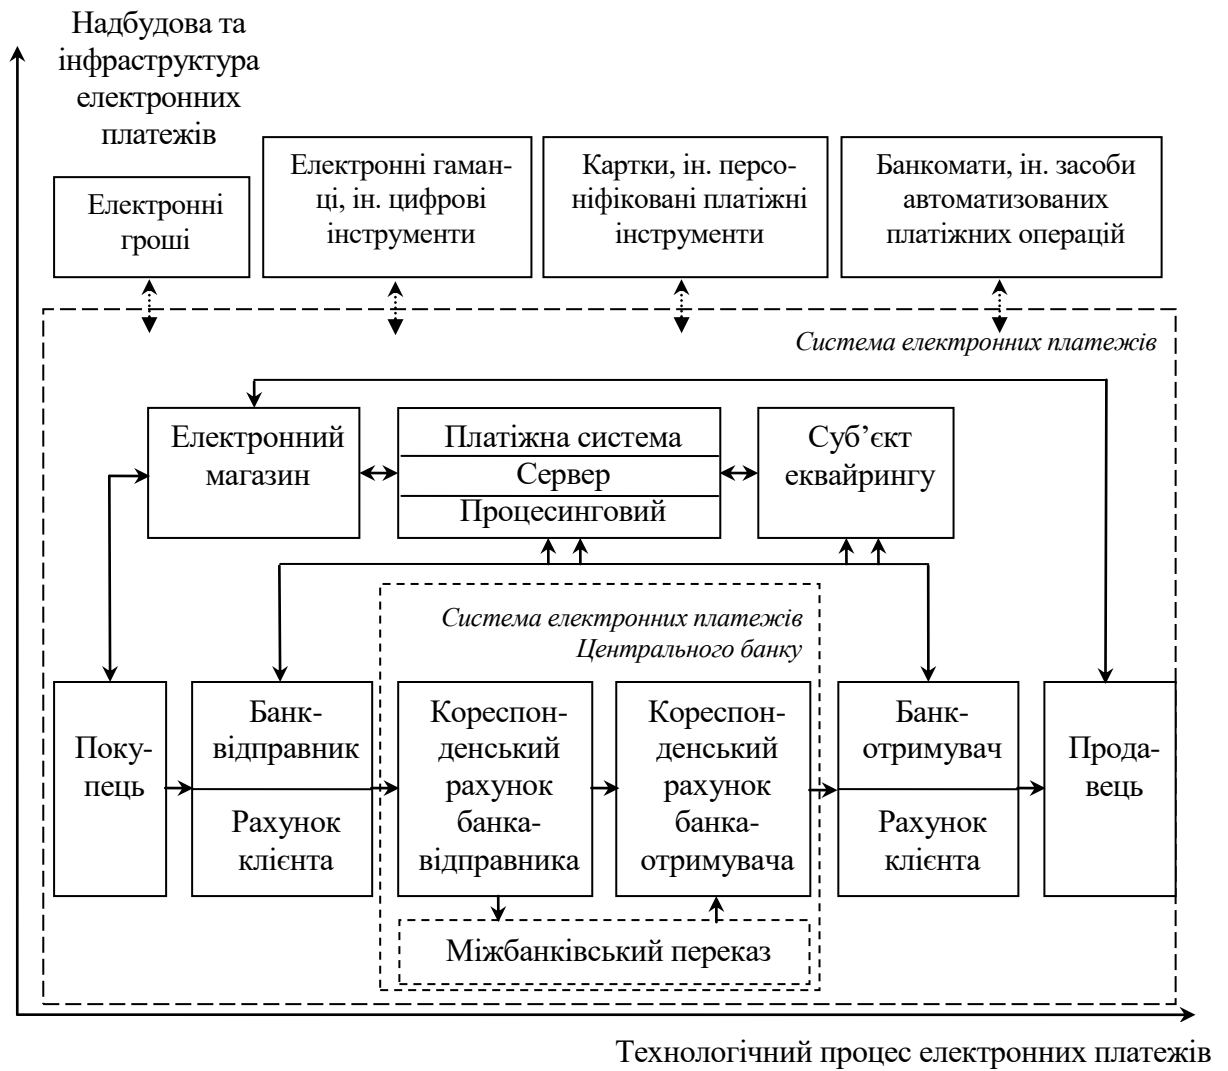 Надбудова та
інфраструктура
електронних
платежів
Електронні
гроші
Електронні гаман-
ці, ін. цифрові
інструменти
Картки, ін. персо-
ніфіковані платіжні
інструменти
Банкомати, ін. засоби
автоматизованих
платіжних операцій
Система електронних платежів
Електронний
магазин
Платіжна система
Сервер
Процесинговий
Суб’єкт
еквайрингу
Система електронних платежів
Центрального банку
Поку-
пець
Банк-
відправник
Рахунок
клієнта
Кореспон-
денський
рахунок
банка-
відправника
Кореспон-
денський
рахунок
банка-
отримувача
Банк-
отримувач
Рахунок
клієнта
Прода-
вець
Міжбанківський переказ
Технологічний процес електронних платежів